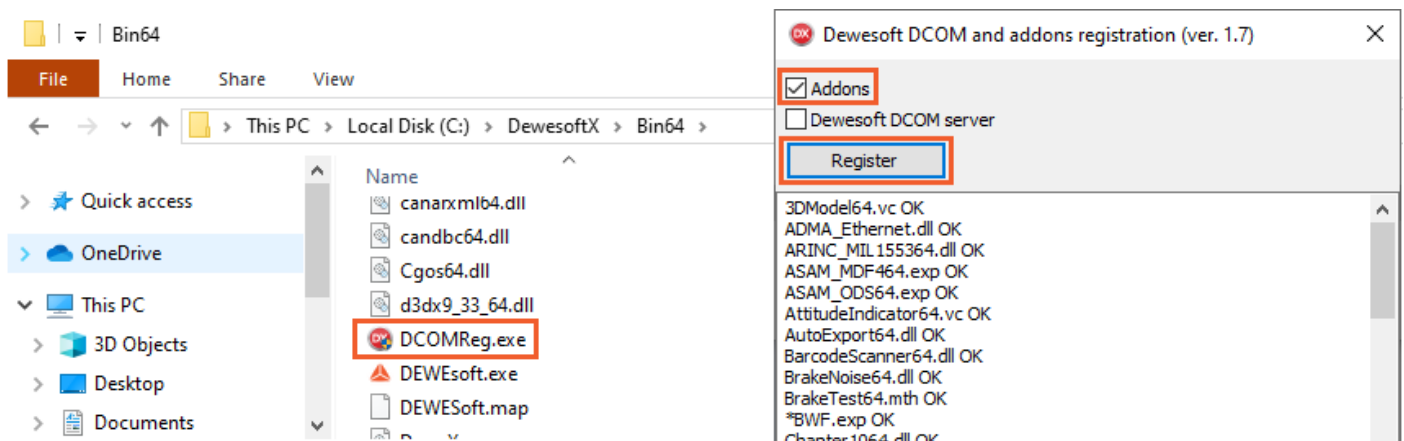 Bin64
File Home Share View
This PC > Local Disk (C:) > DewesoftX > Bin64 >
Quick access
OneDrive
This PC
3D Objects
Desktop
Documents
Name
canarxml64.dll
candbc64.dll
Cgos64.dll
d3dx9_33_64.dll
DCOMReg.exe
DEWEsoft.exe
DEWESoft.map
Dewesoft DCOM and addons registration (ver. 1.7)
Addons
Dewesoft DCOM server
Register
3DModel64.vc OK
ADMA_Ethernet.dll OK
ARINC_MIL155364.dll OK
ASAM_MDF464.exp OK
ASAM_ODS64.exp OK
AttitudeIndicator64.vc OK
AutoExport64.dll OK
BarcodeScanner64.dll OK
BrakeNoise64.dll OK
BrakeTest64.mth OK
*BWF.exp OK
Chapter1064.dll OK